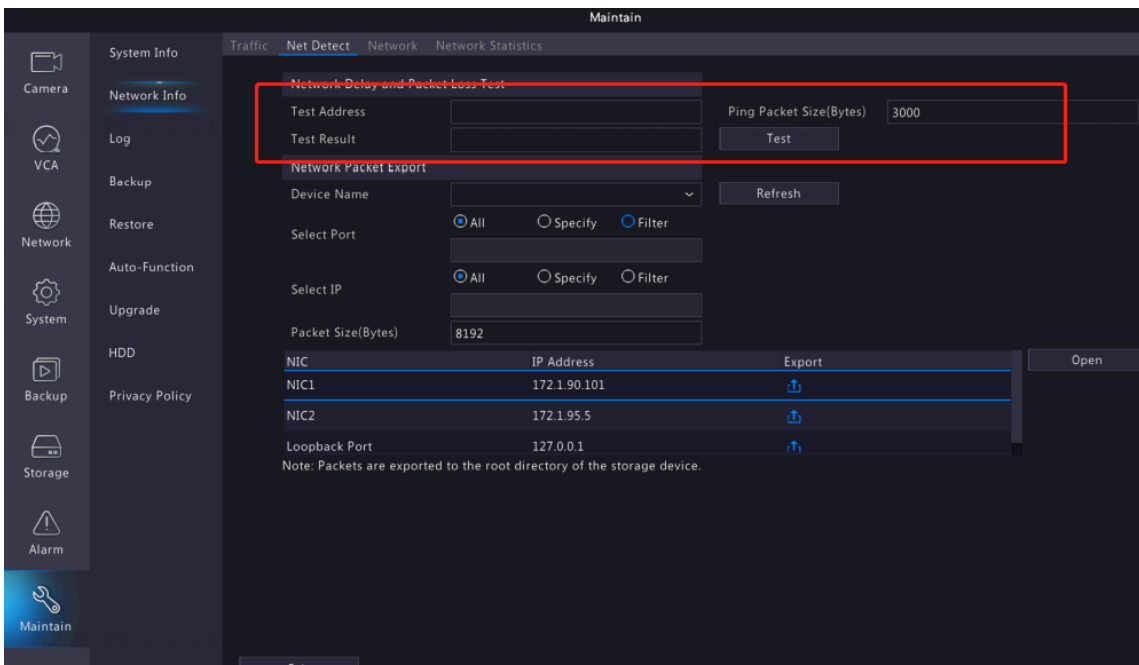 Maintain
Camera
VCA
Network
System
Backup
Storage
Alarm
Maintain
System Info
Network Info
Log
Backup
Restore
Auto-Function
Upgrade
HDD
Privacy Policy
Traffic Net Detect Network Network Statistics
Network Delay and Packet Loss Test
Test Address Ping Packet Size(Bytes) 3000
Test Result Test
Network Packet Export
Device Name Refresh
Select Port All Specify Filter
Select IP All Specify Filter
Packet Size(Bytes) 8192
NIC IP Address Export Open
NIC1 172.1.90.101
NIC2 172.1.95.5
Loopback Port 127.0.0.1
Note: Packets are exported to the root directory of the storage device.